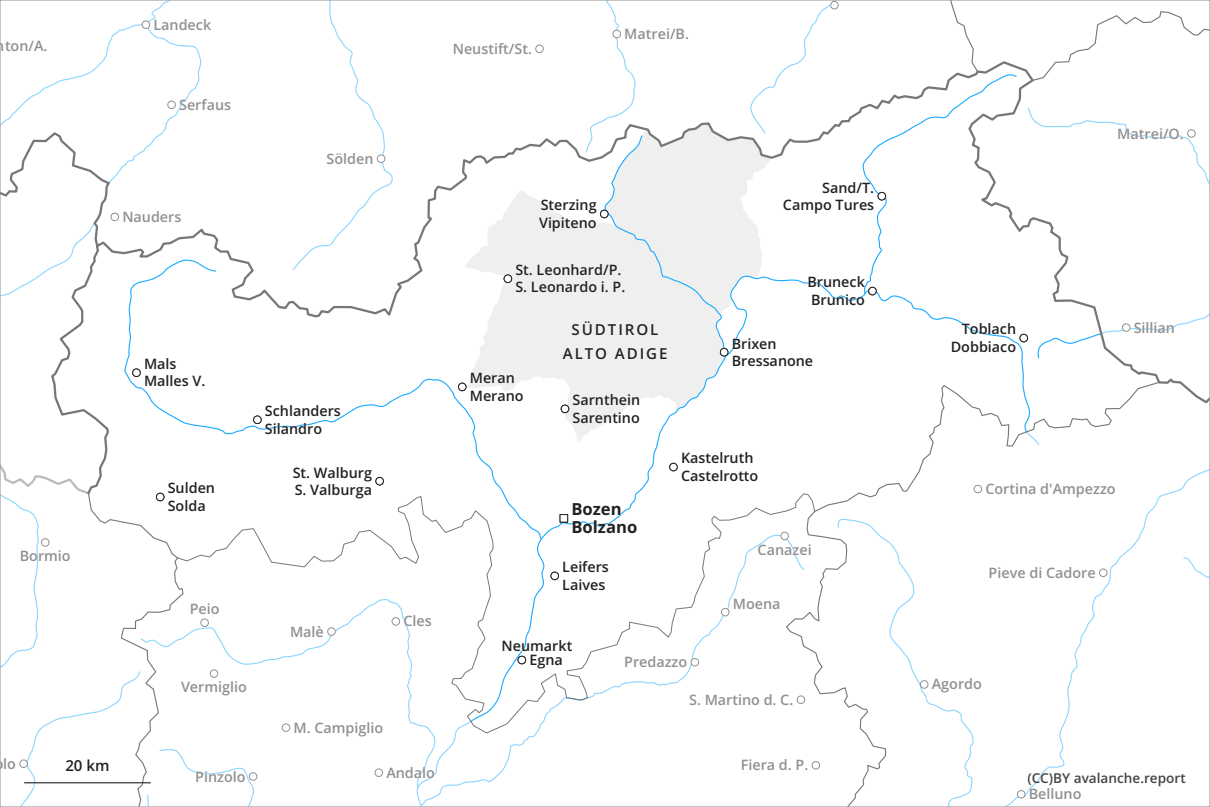 Landeck
nton/A.
Neustift/St.
Matrei/B.
Serfaus
Matrei/O.
Sölden
Nauders
Sand/T.
Campo Tures
Sterzing
Vipiteno
St. Leonhard/P.
S. Leonardo i. P.
Bruneck
Brunico
SÜDTIROL
ALTO ADIGE
Toblach
Dobbiaco
Sillian
Brixen
Bressanone
Mals
Malles V.
Meran
Merano
Sarnthein
Sarentino
Schlanders
Silandro
Kastelruth
Castelrotto
St. Walburg
S. Valburga
Sulden
Solda
Cortina d'Ampezzo
Bozen
Bolzano
Bormio
Canazei
Leifers
Laives
Pieve di Cadore
Peio
Moena
Malè
Cles
Neumarkt
Egna
Predazzo
Vermiglio
Agordo
S. Martino d. C.
M. Campiglio
olo
20 km
Pinzolo
Andalo
Fiera d. P.
(CC)BY avalanche.report
Belluno